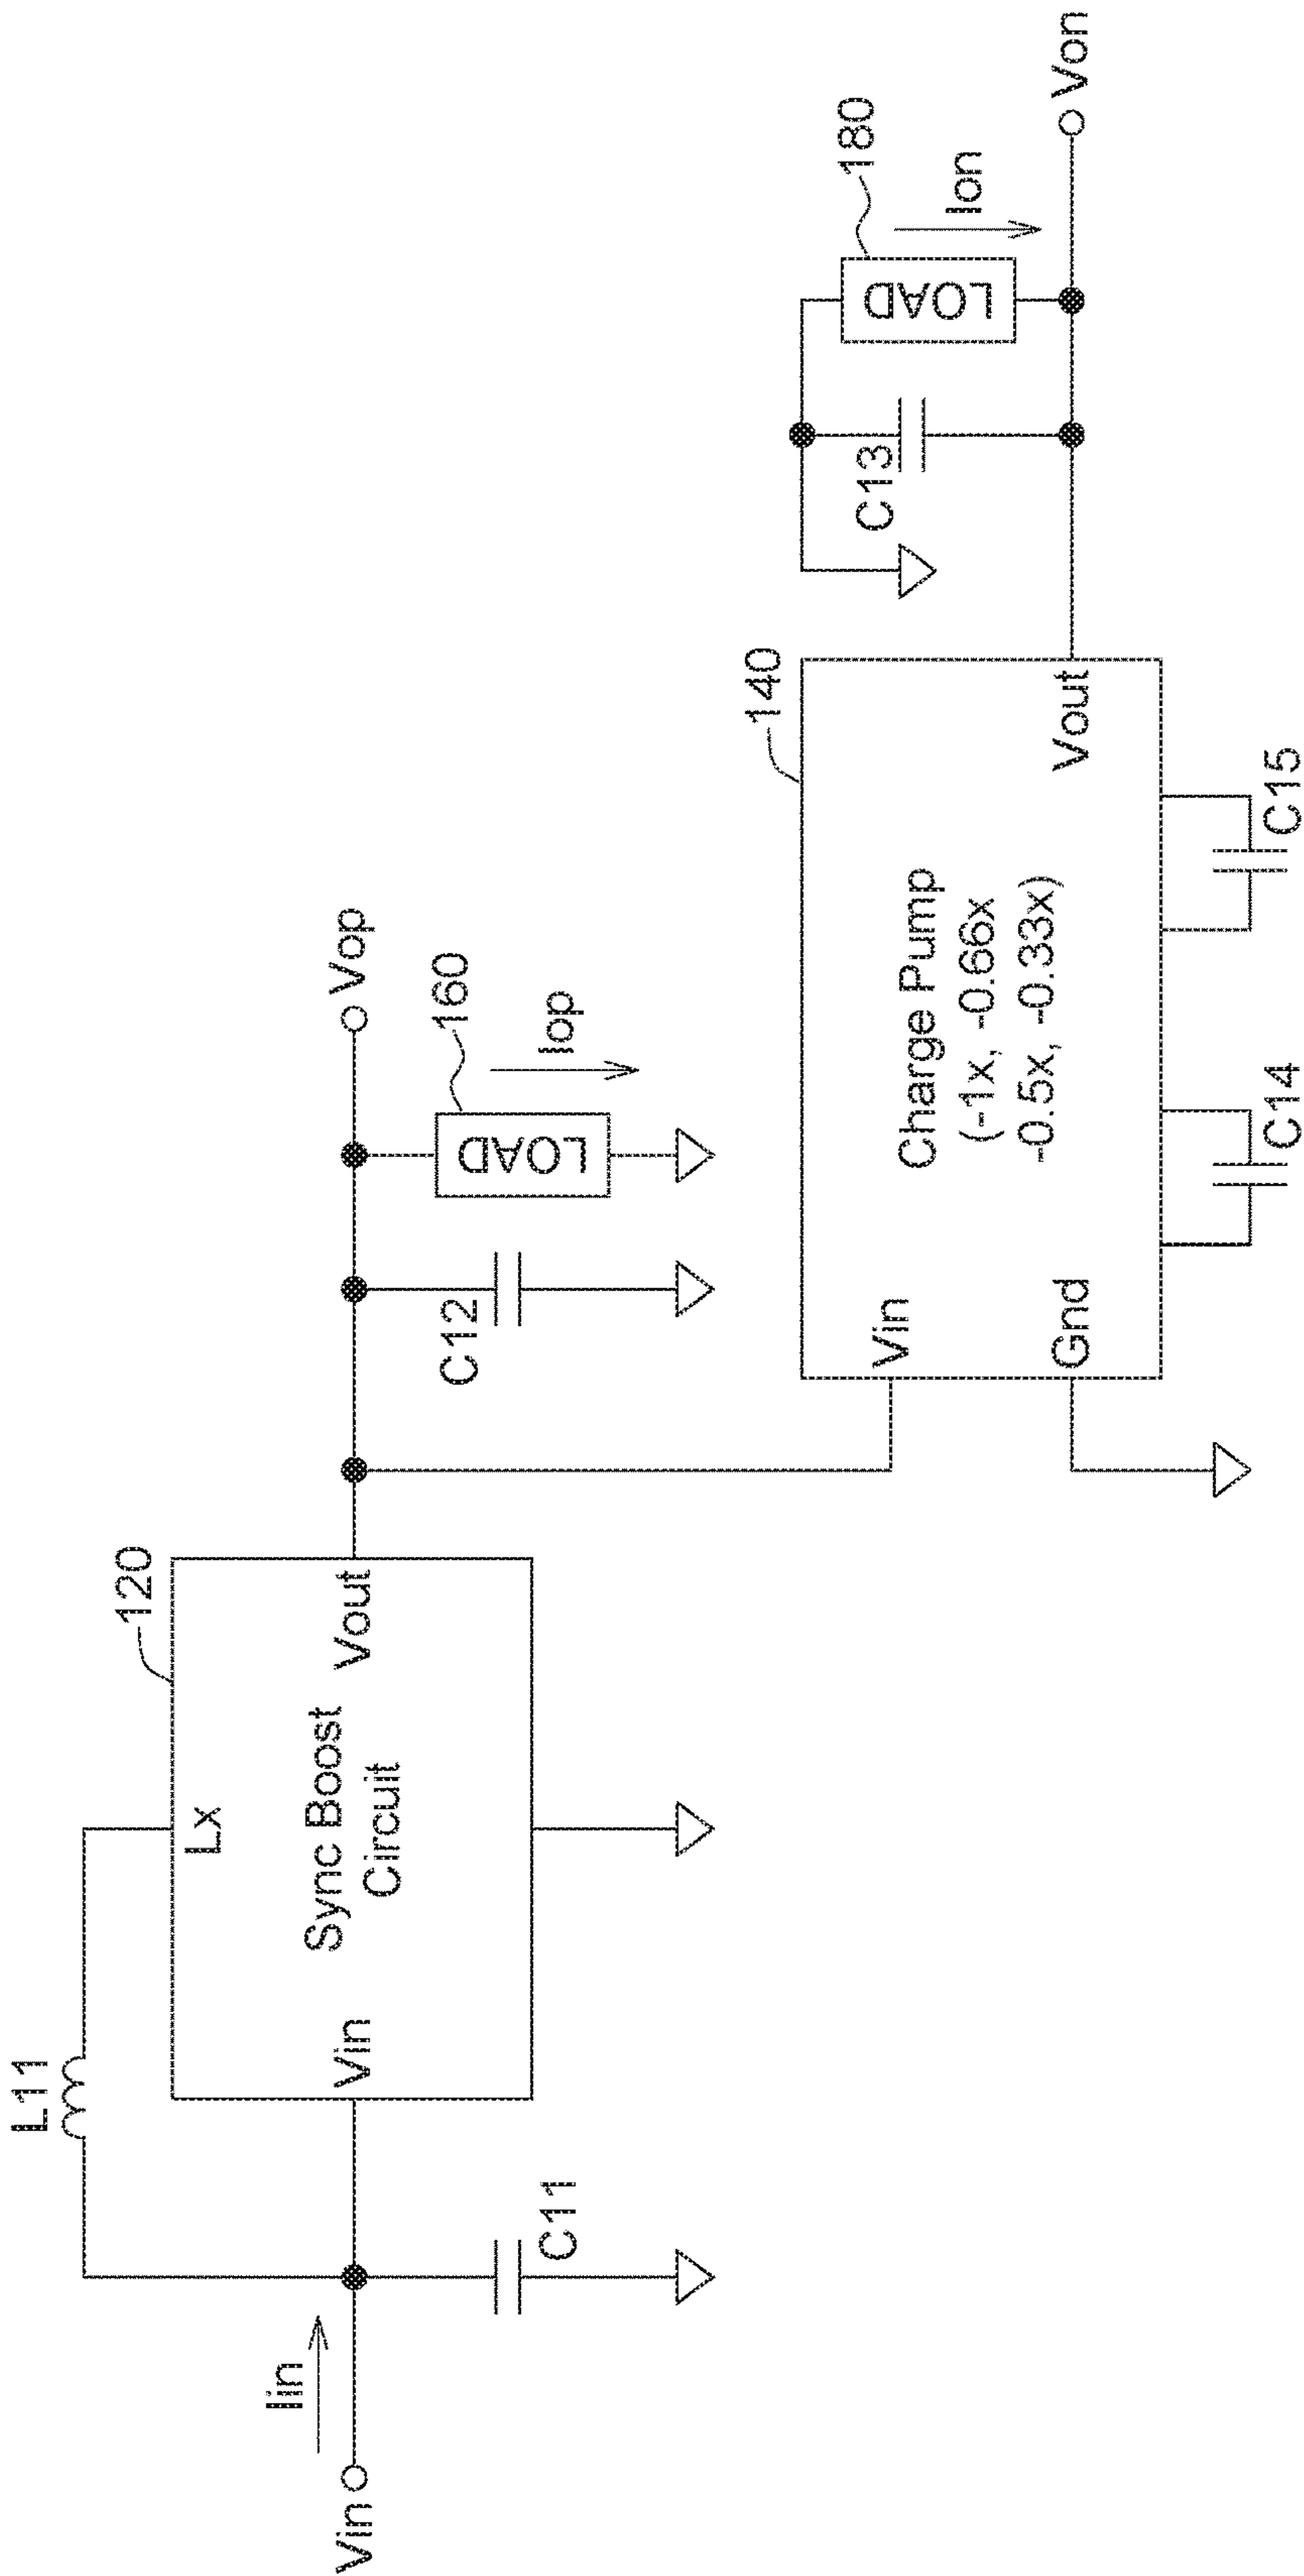 L11
120
Lx
Iin
Vin
Vin
Sync Boost
Circuit
Vout
Vop
C11
C12
LOAD
160
Iop
140
Vin
Gnd
Charge Pump
(-1x, -0.66x
-0.5x, -0.33x)
Vout
C13
LOAD
180
Ion
Von
C14
C15